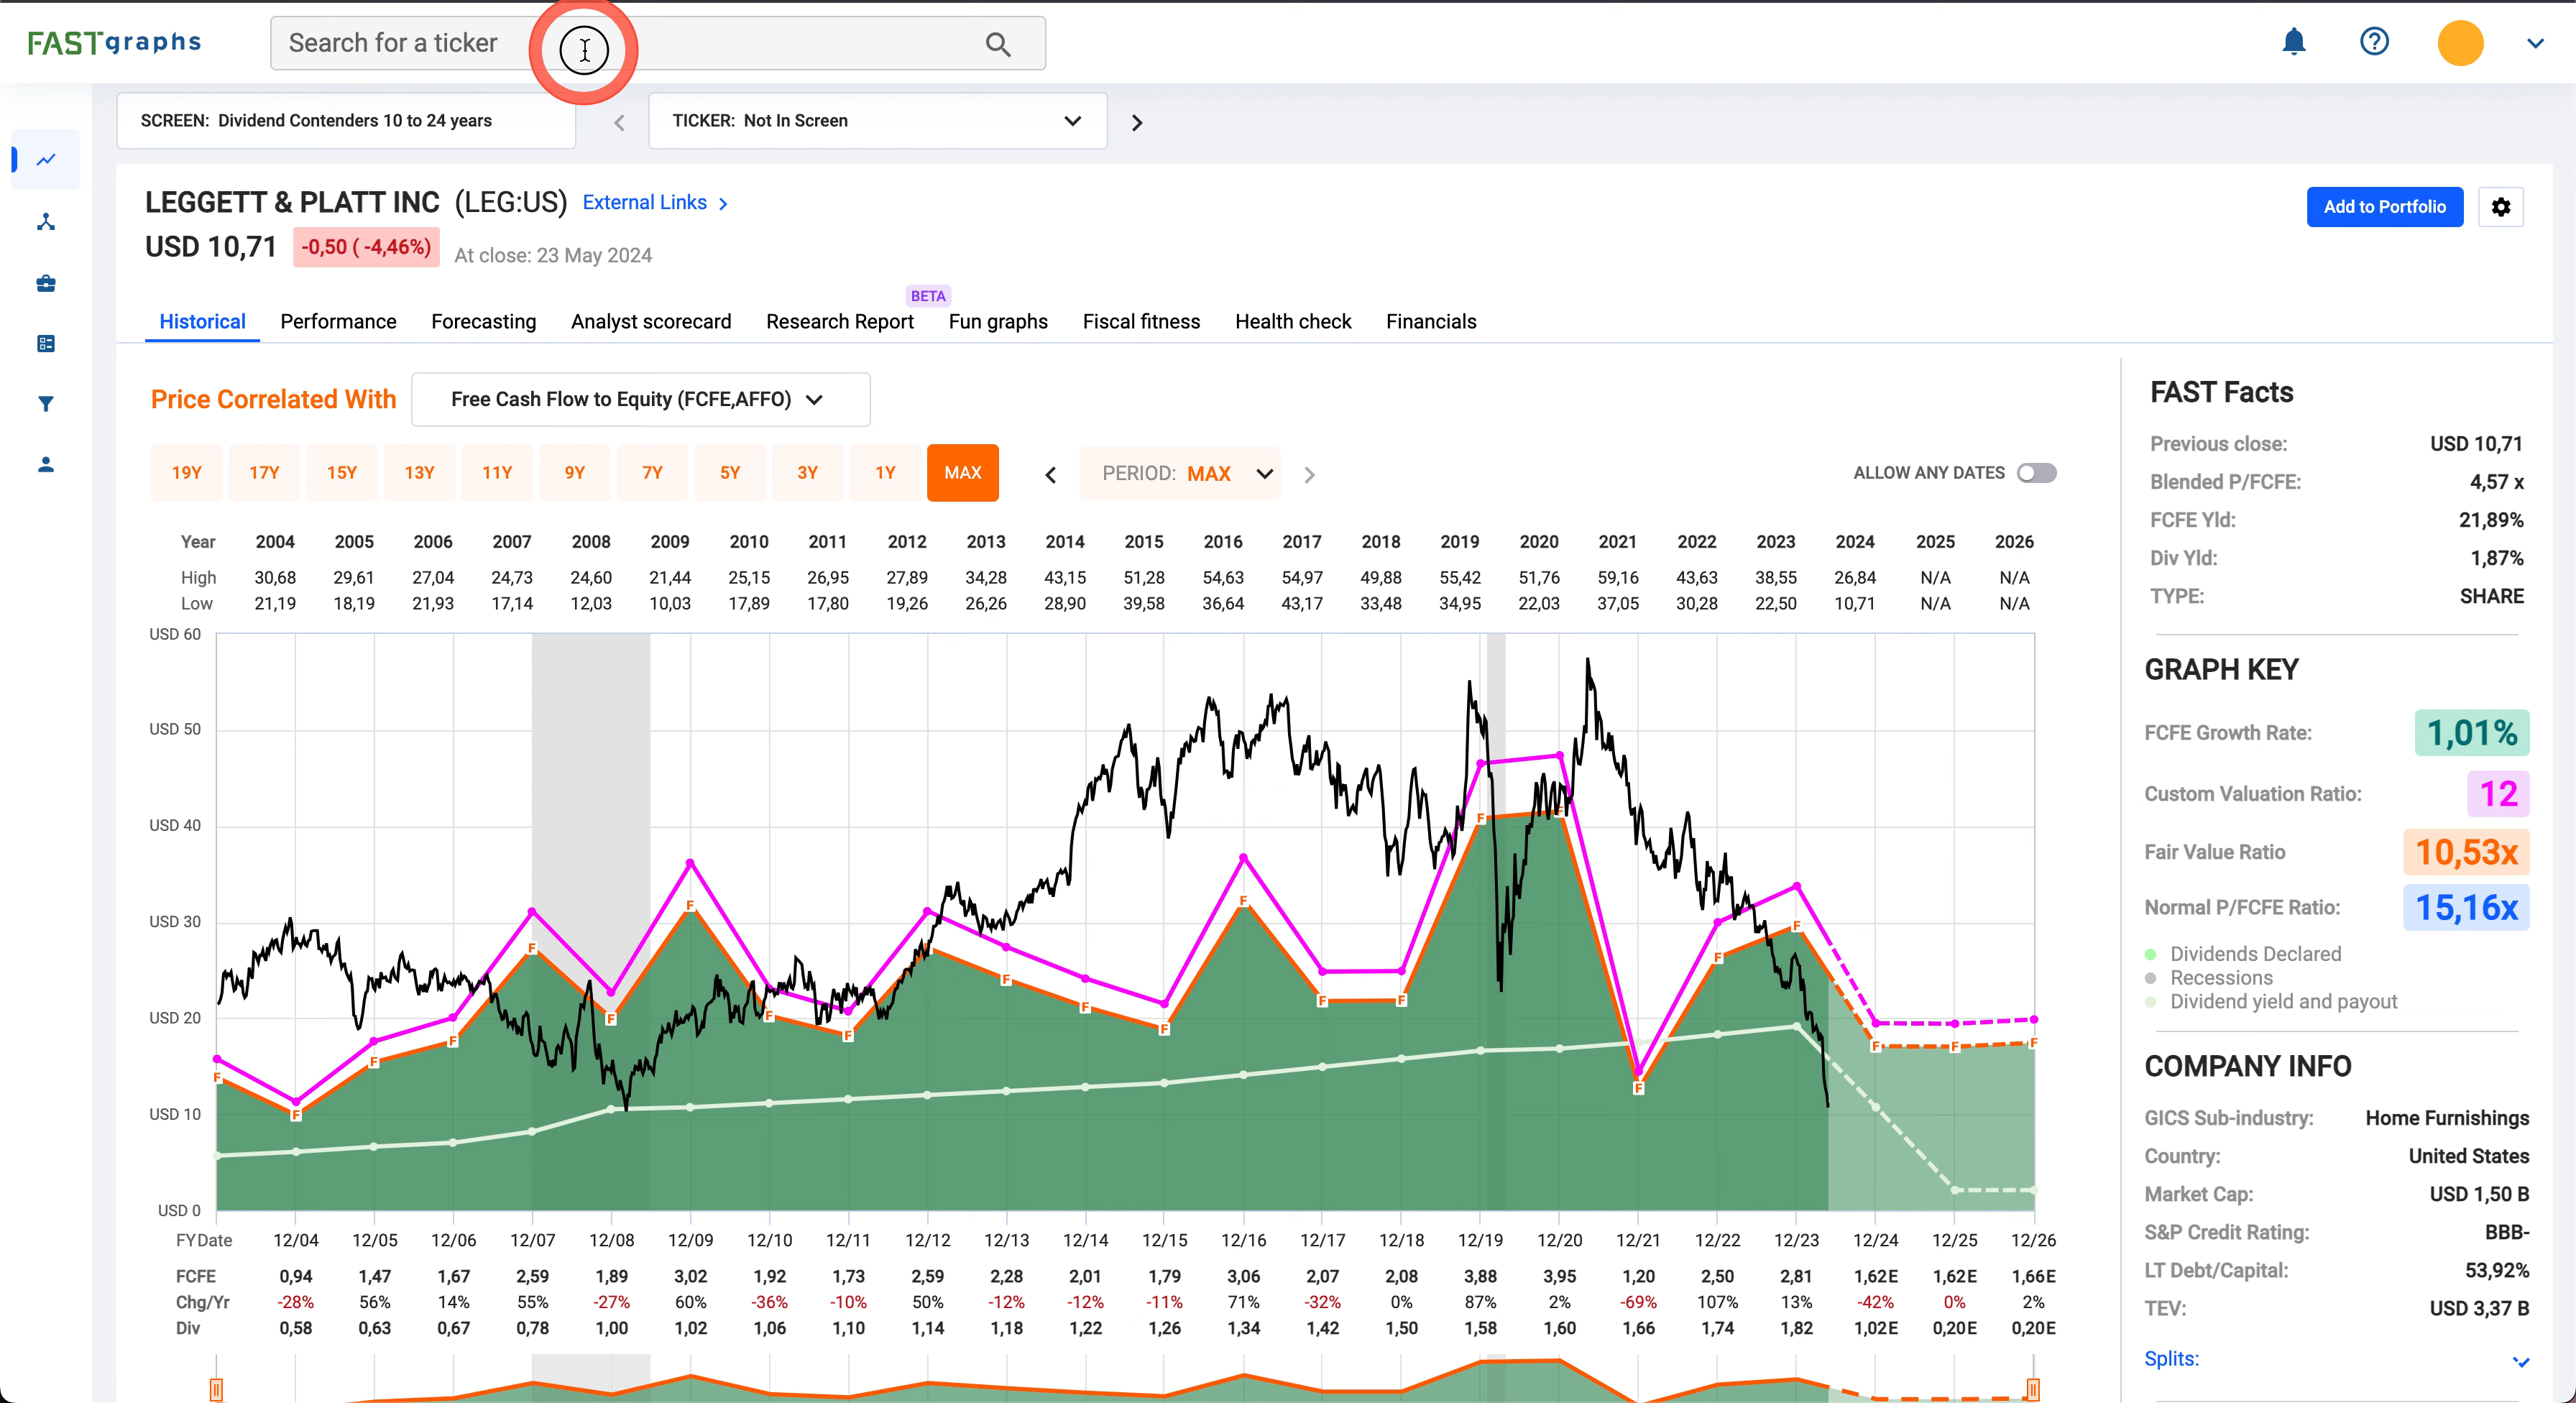 FASTgraphs
Search for a ticker
SCREEN: Dividend Contenders 10 to 24 years
TICKER: Not In Screen
LEGGETT & PLATT INC (LEG:US) External Links
USD 10,71 -0,50 ( -4,46%) At close: 23 May 2024
Add to Portfolio
BETA
Historical Performance Forecasting Analyst scorecard Research Report Fun graphs Fiscal fitness Health check Financials
Price Correlated With Free Cash Flow to Equity (FCFE,AFFO)
19Y 17Y 15Y 13Y 11Y 9Y 7Y 5Y 3Y 1Y MAX PERIOD: MAX ALLOW ANY DATES
Year 2004 2005 2006 2007 2008 2009 2010 2011 2012 2013 2014 2015 2016 2017 2018 2019 2020 2021 2022 2023 2024 2025 2026
High 30,68 29,61 27,04 24,73 24,60 21,44 25,15 26,95 27,89 34,28 43,15 51,28 54,63 54,97 49,88 55,42 51,76 59,16 43,63 38,55 26,84 N/A N/A
Low 21,19 18,19 21,93 17,14 12,03 10,03 17,89 17,80 19,26 26,26 28,90 39,58 36,64 43,17 33,48 34,95 22,03 37,05 30,28 22,50 10,71 N/A N/A
USD 60
USD 50
USD 40
USD 30
USD 20
USD 10
USD 0
F F F F F F F F F F F F F F F F F F F F F F F F
FYDate 12/04 12/05 12/06 12/07 12/08 12/09 12/10 12/11 12/12 12/13 12/14 12/15 12/16 12/17 12/18 12/19 12/20 12/21 12/22 12/23 12/24 12/25 12/26
FCFE 0,94 1,47 1,67 2,59 1,89 3,02 1,92 1,73 2,59 2,28 2,01 1,79 3,06 2,07 2,08 3,88 3,95 1,20 2,50 2,81 1,62E 1,62E 1,66E
Chg/Yr -28% 56% 14% 55% -27% 60% -36% -10% 50% -12% -12% -11% 71% -32% 0% 87% 2% -69% 107% 13% -42% 0% 2%
Div 0,58 0,63 0,67 0,78 1,00 1,02 1,06 1,10 1,14 1,18 1,22 1,26 1,34 1,42 1,50 1,58 1,60 1,66 1,74 1,82 1,02E 0,20E 0,20E
FAST Facts
Previous close: USD 10,71
Blended P/FCFE: 4,57 x
FCFE Yld: 21,89%
Div Yld: 1,87%
TYPE: SHARE
GRAPH KEY
FCFE Growth Rate: 1,01%
Custom Valuation Ratio: 12
Fair Value Ratio 10,53x
Normal P/FCFE Ratio: 15,16x
Dividends Declared
Recessions
Dividend yield and payout
COMPANY INFO
GICS Sub-industry: Home Furnishings
Country: United States
Market Cap: USD 1,50 B
S&P Credit Rating: BBB-
LT Debt/Capital: 53,92%
TEV: USD 3,37 B
Splits: